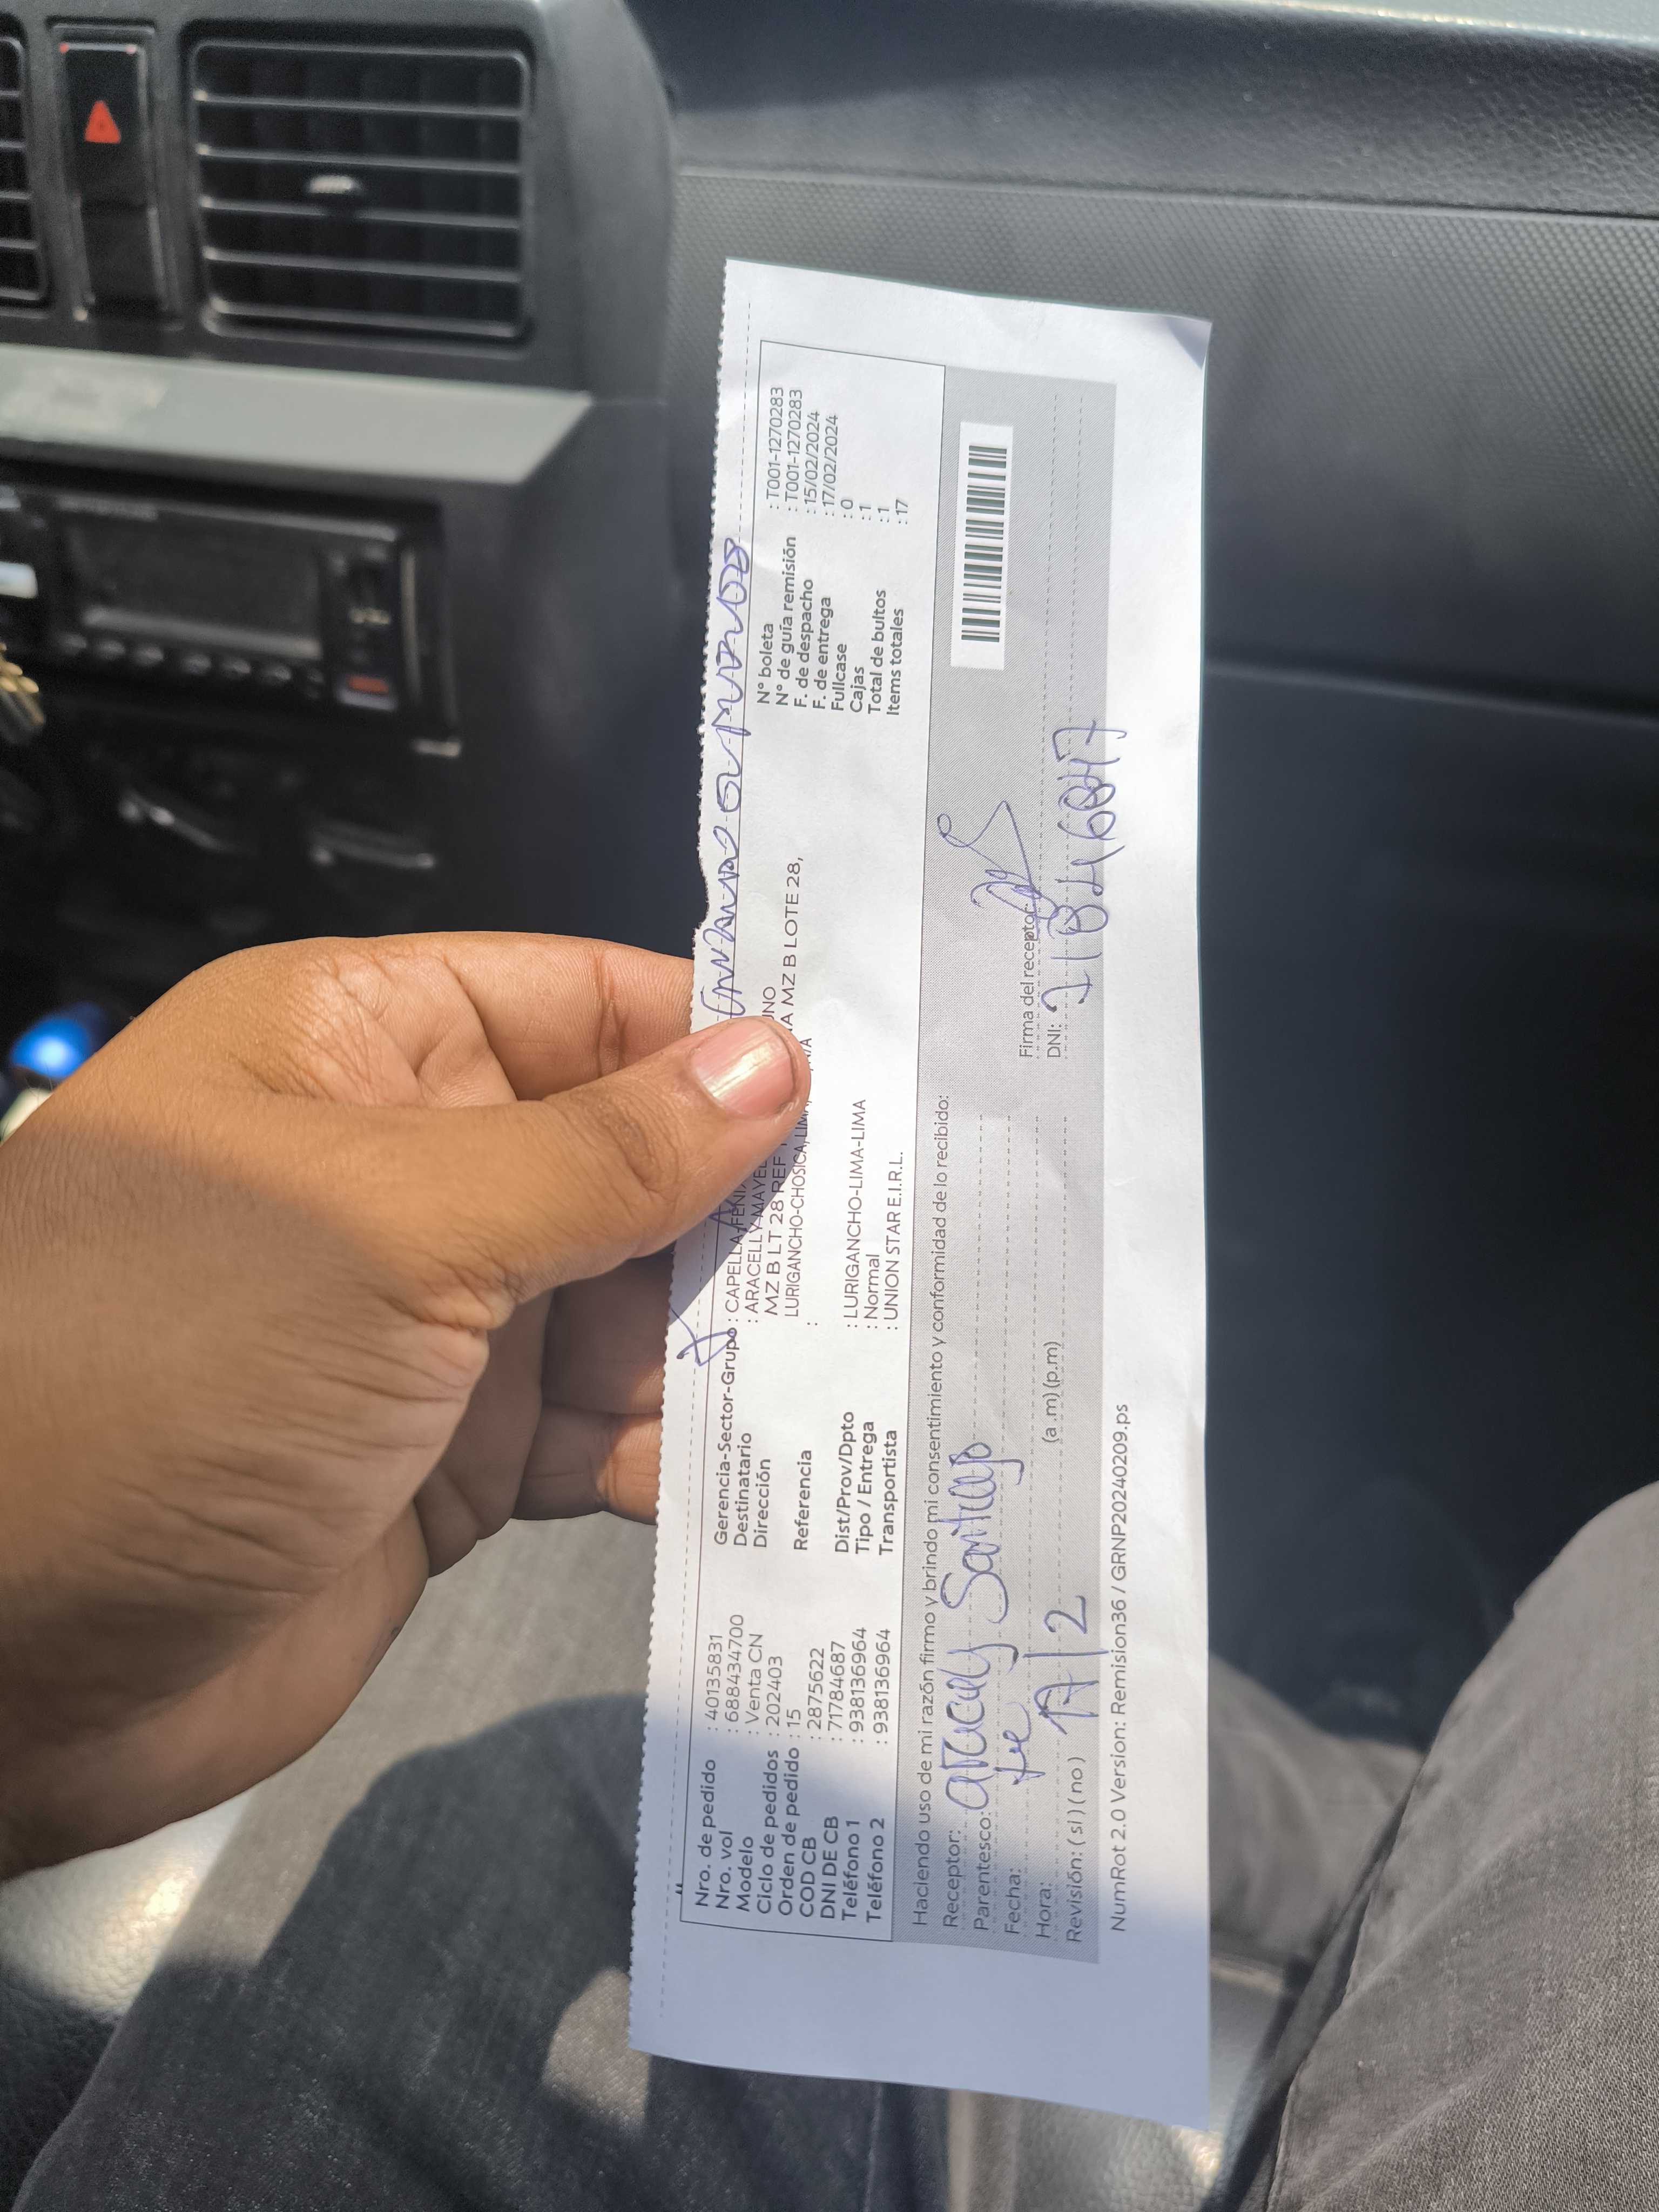 Nro. de pedido : 40135831
Nro. vol : 688434700
Modelo : Venta CN
Ciclo de pedidos : 202403
Orden de pedido : 15
COD CB : 2875622
DNI DE CB : 71784687
Teléfono 1 : 938136964
Teléfono 2 : 938136964
Gerencia-Sector-Grupo : CAPELLA-FENIX
Destinatario : ARACELLY MAYEL UNO
Dirección MZ B LT 28 REF A MZ B LOTE 28,
LURIGANCHO-CHOSICA, LIMA,
Referencia :
Dist/Prov/Dpto : LURIGANCHO-LIMA-LIMA
Tipo / Entrega : Normal
Transportista : UNION STAR E.I.R.L.
N° boleta : T001-1270283
N° de guía remisión : T001-1270283
F. de despacho : 15/02/2024
F. de entrega : 17/02/2024
Fullcase : 0
Cajas : 1
Total de bultos : 1
Items totales : 17
Haciendo uso de mi razón firmo y brindo mi consentimiento y conformidad de lo recibido:
Receptor: aracely Santiago
Parentesco: te
Fecha: 17/2
Hora: (a .m) (p.m)
Revisión: ( si ) ( no )
Firma del receptor:
DNI:
NumRot 2.0 Version: Remision36 / GRNP20240209.ps